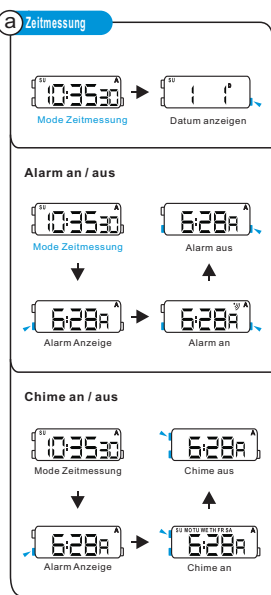 a Zeitmessung
SU A SU D
10:35 30 1 1
Mode Zeitmessung Datum anzeigen
Alarm an / aus
SU A A
10:35 30 6:28A
Mode Zeitmessung Alarm aus
A A
6:28A 6:28A
Alarm Anzeige Alarm an
Chime an / aus
SU A A
10:35 30 6:28A
Mode Zeitmessung Chime aus
A SU MO TU WE TH FR SA A
6:28A 6:28A
Alarm Anzeige Chime an